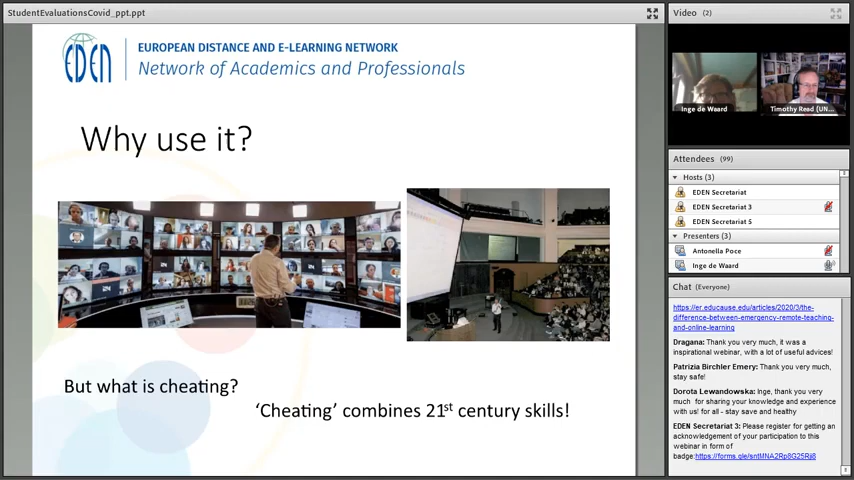 StudentEvaluationsCovid_ppt.ppt
EDEN
EUROPEAN DISTANCE AND E-LEARNING NETWORK
Network of Academics and Professionals
Why use it?
But what is cheating?
‘Cheating’ combines 21st century skills!
Video (2)
Inge de Waard
Timothy Read (UN...
Attendees (99)
Hosts (3)
EDEN Secretariat
EDEN Secretariat 3
EDEN Secretariat 5
Presenters (3)
Antonella Poce
Inge de Waard
Chat (Everyone)
https://er.educause.edu/articles/2020/3/the-
difference-between-emergency-remote-teaching-
and-online-learning
Dragana: Thank you very much, it was a
inspirational webinar, with a lot of useful advices!
Patrizia Birchler Emery: Thank you very much,
stay safe!
Dorota Lewandowska: Inge, thank you very
much for sharing your knowledge and experience
with us! for all - stay save and healthy
EDEN Secretariat 3: Please register for getting an
acknowledgement of your participation to this
webinar in form of
badge:https://forms.gle/sntMNA2Rp8G25Rji8